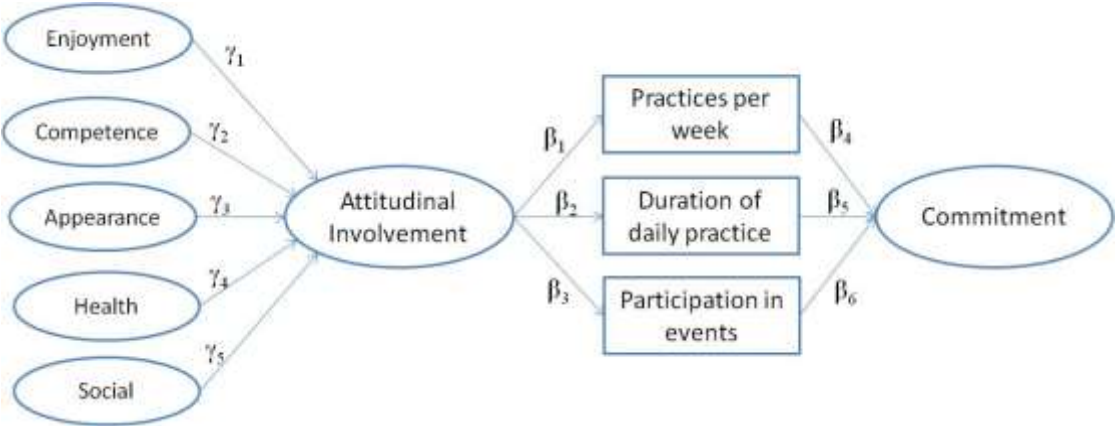 Enjoyment
γ1
Competence
γ2
Appearance
γ3
Health
γ4
Social
γ5
Attitudinal
Involvement
β1
β2
β3
Practices per
week
Duration of
daily practice
Participation in
events
β4
β5
β6
Commitment